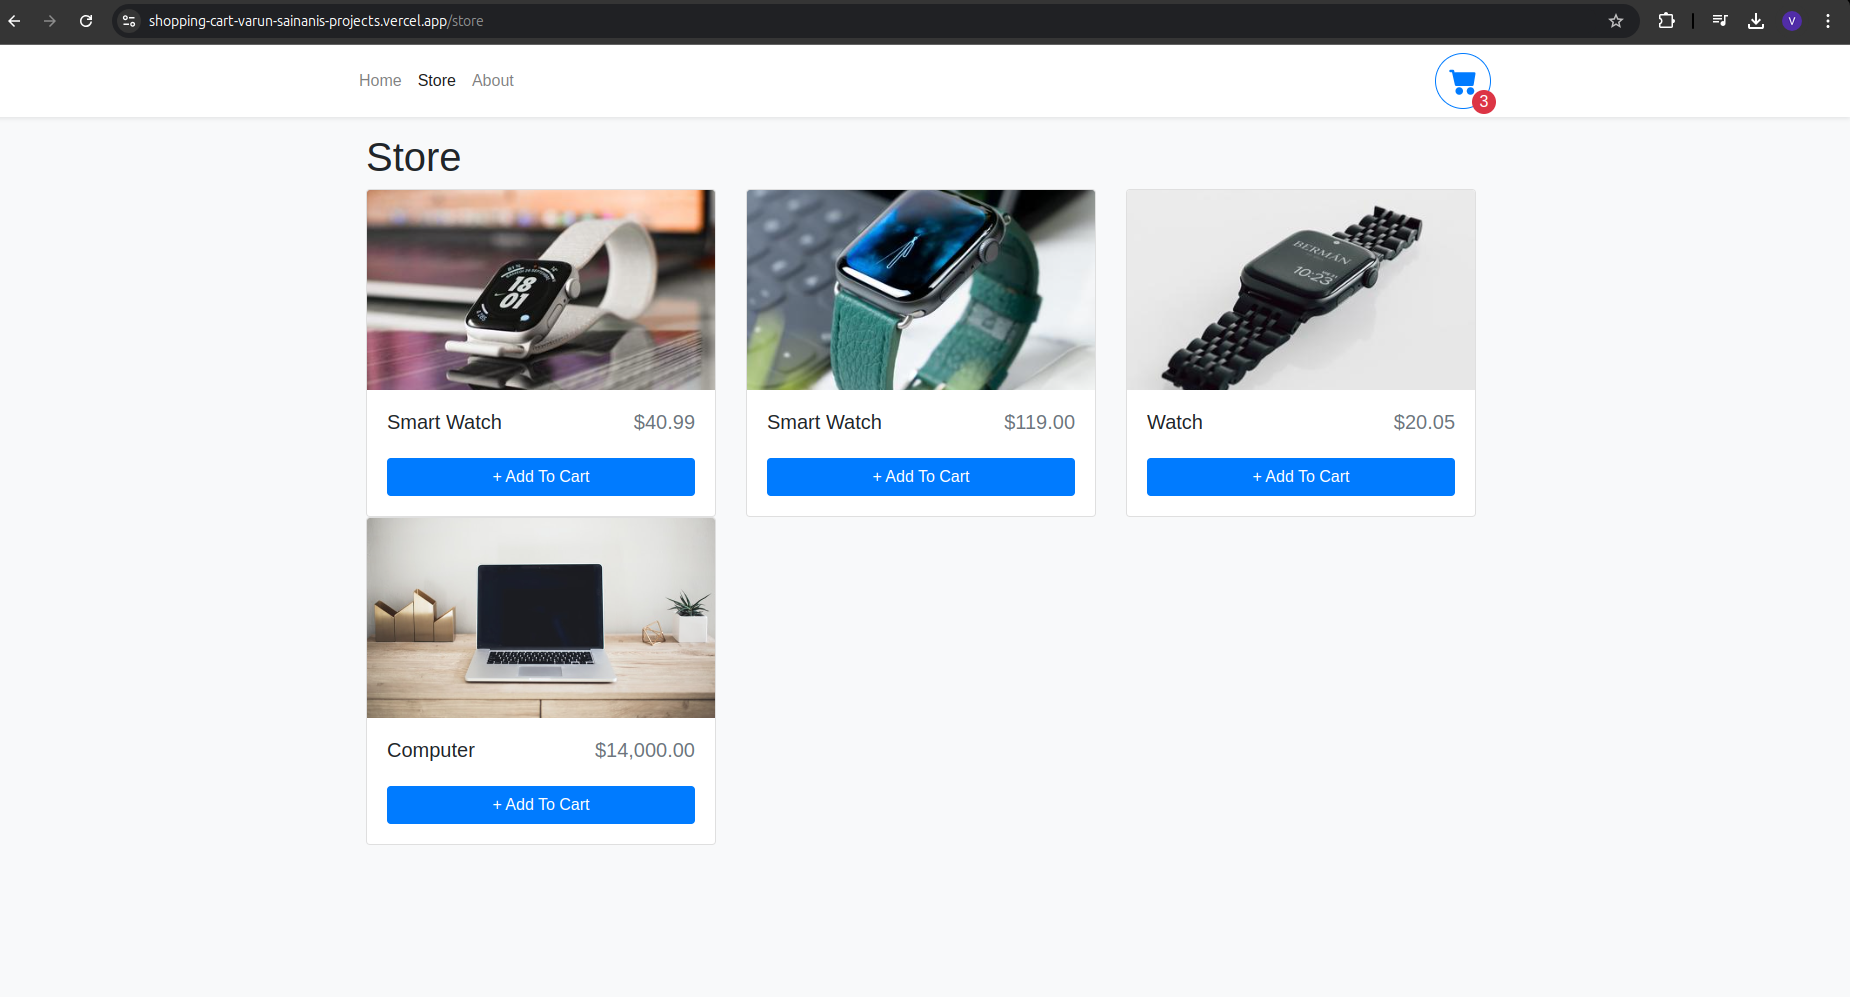 shopping-cart-varun-sainanis-projects.vercel.app/store
V
Home Store About
3
Store
18
01
BERMÁN
10:23
Smart Watch $40.99
Smart Watch $119.00
Watch $20.05
+ Add To Cart
+ Add To Cart
+ Add To Cart
Computer $14,000.00
+ Add To Cart